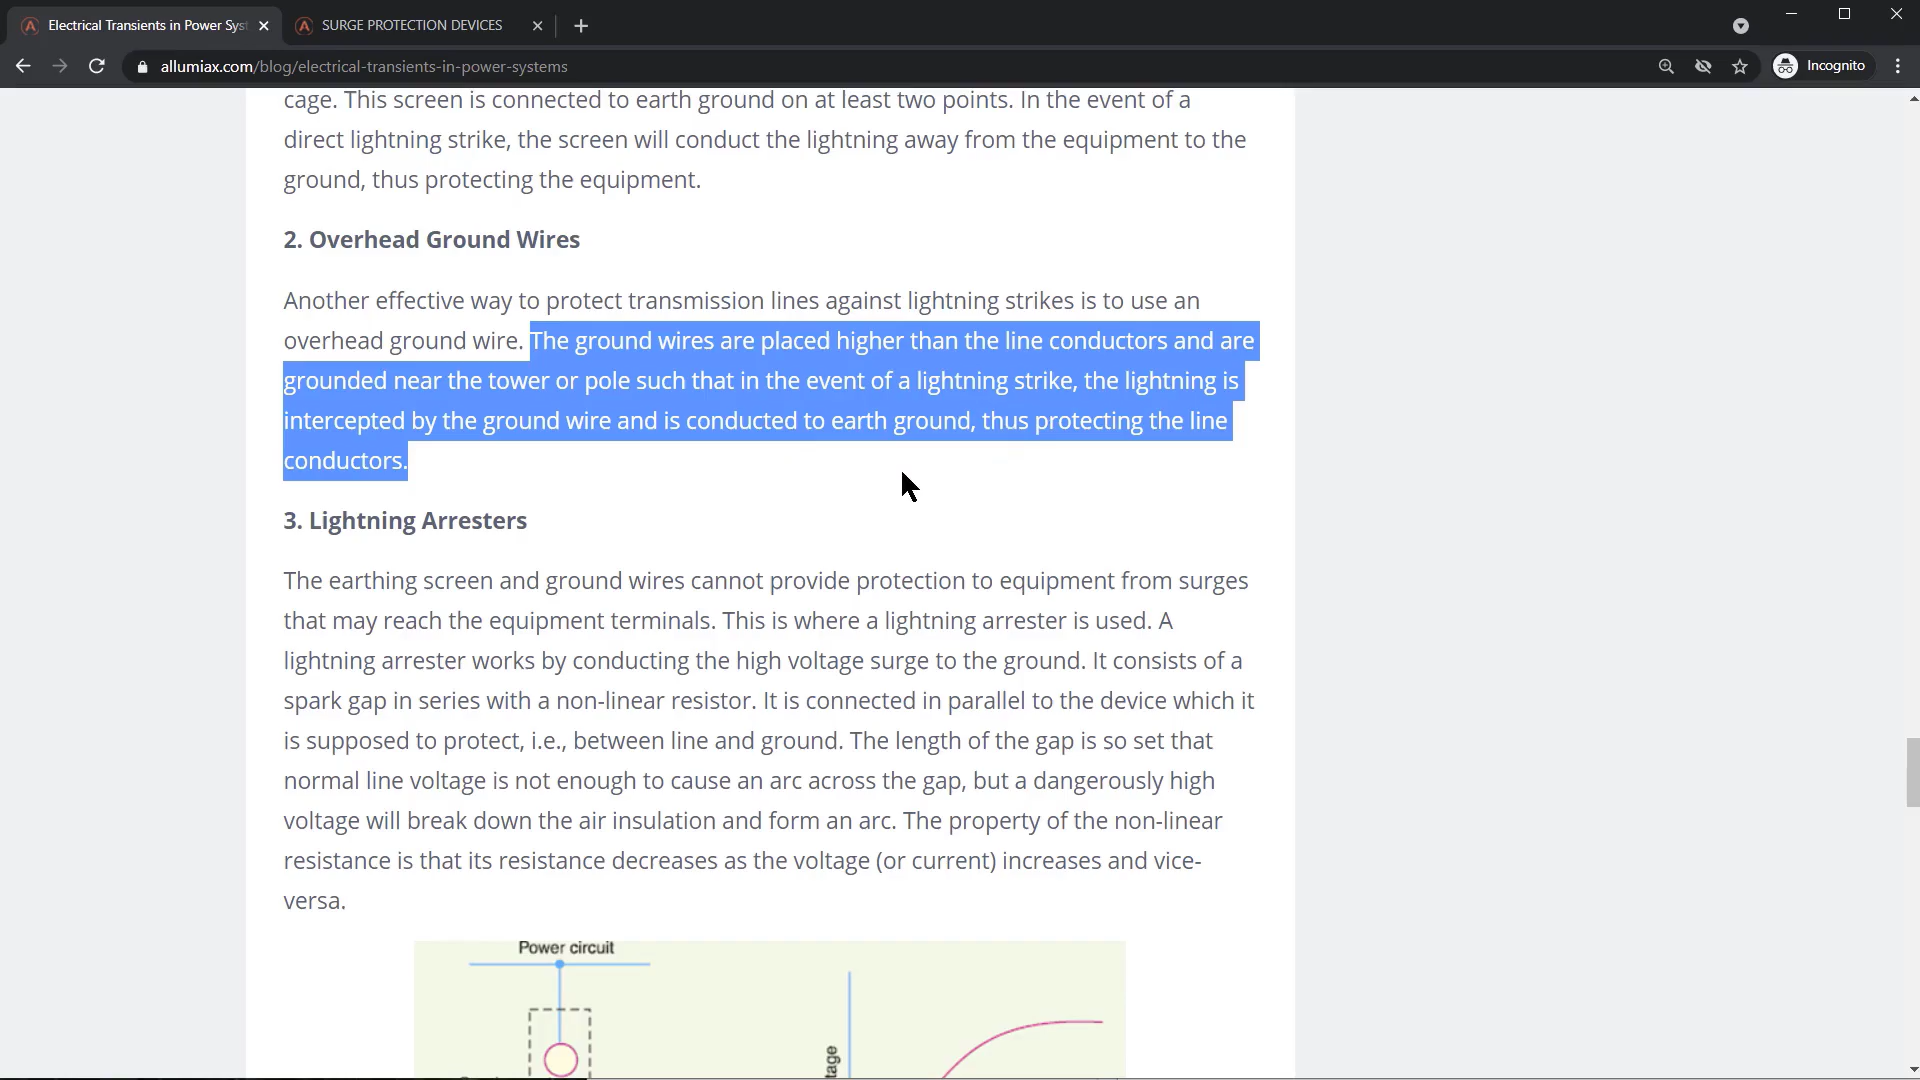 Electrical Transients in Power Sys
SURGE PROTECTION DEVICES
allumiax.com/blog/electrical-transients-in-power-systems
Incognito
cage. This screen is connected to earth ground on at least two points. In the event of a
direct lightning strike, the screen will conduct the lightning away from the equipment to the
ground, thus protecting the equipment.
2. Overhead Ground Wires
Another effective way to protect transmission lines against lightning strikes is to use an
overhead ground wire. The ground wires are placed higher than the line conductors and are
grounded near the tower or pole such that in the event of a lightning strike, the lightning is
intercepted by the ground wire and is conducted to earth ground, thus protecting the line
conductors.
3. Lightning Arresters
The earthing screen and ground wires cannot provide protection to equipment from surges
that may reach the equipment terminals. This is where a lightning arrester is used. A
lightning arrester works by conducting the high voltage surge to the ground. It consists of a
spark gap in series with a non-linear resistor. It is connected in parallel to the device which it
is supposed to protect, i.e., between line and ground. The length of the gap is so set that
normal line voltage is not enough to cause an arc across the gap, but a dangerously high
voltage will break down the air insulation and form an arc. The property of the non-linear
resistance is that its resistance decreases as the voltage (or current) increases and vice-
versa.
Power circuit
tage